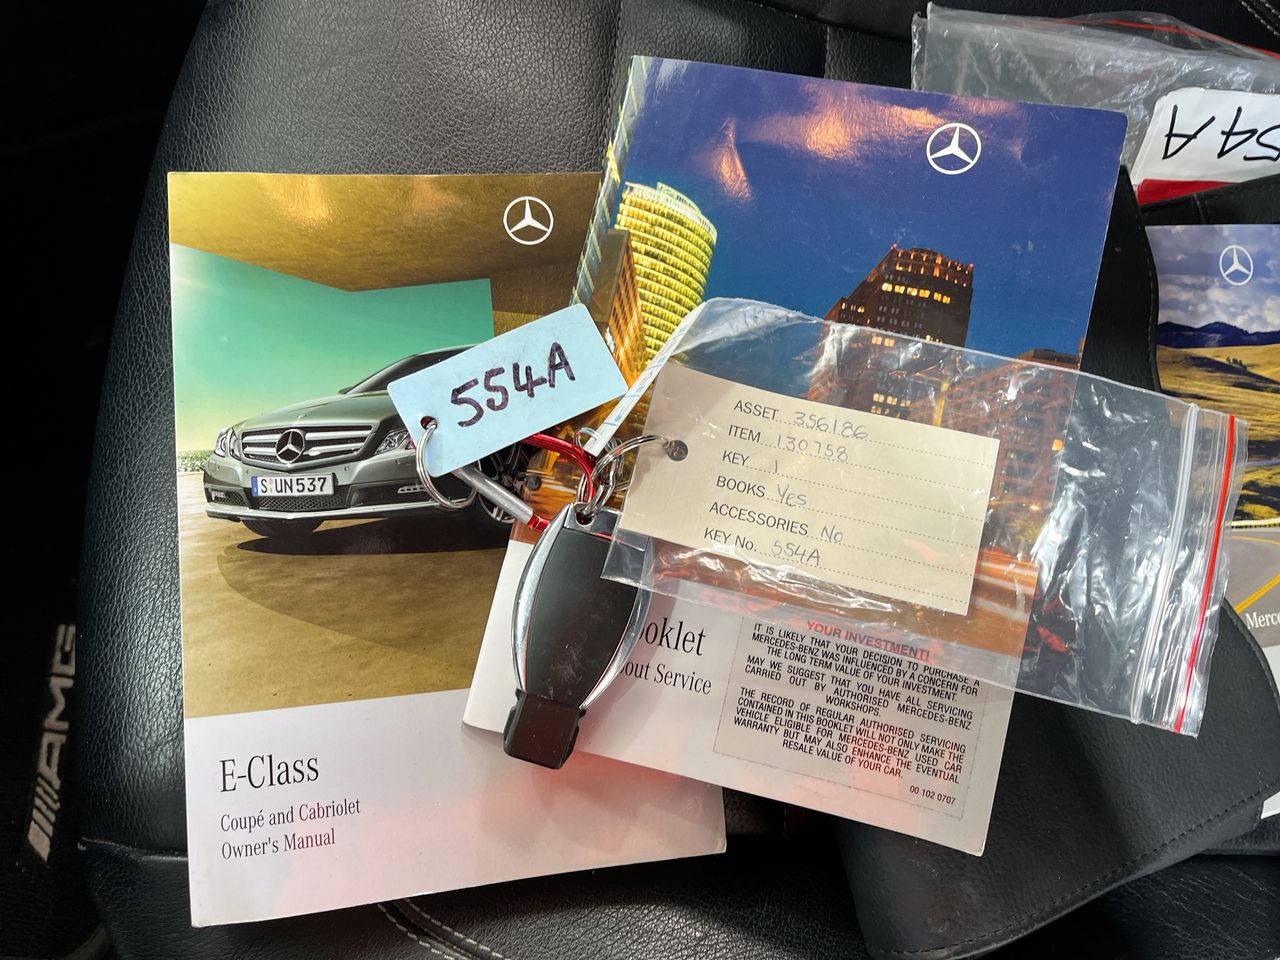 54A
S UN537
554A
ASSET 356186
ITEM 130758
KEY 1
BOOKS Yes
ACCESSORIES No
KEY No. 554A
E-Class
Coupé and Cabriolet
Owner's Manual
ooklet
out Service
YOUR INVESTMENT!
IT IS LIKELY THAT YOUR DECISION TO PURCHASE A
MERCEDES-BENZ WAS INFLUENCED BY A CONCERN FOR
THE LONG TERM VALUE OF YOUR INVESTMENT.
MAY WE SUGGEST THAT YOU HAVE ALL SERVICING
CARRIED OUT BY AUTHORISED MERCEDES-BENZ
WORKSHOPS.
THE RECORD OF REGULAR AUTHORISED SERVICING
CONTAINED IN THIS BOOKLET WILL NOT ONLY MAKE THE
VEHICLE ELIGIBLE FOR MERCEDES-BENZ USED CAR
WARRANTY BUT MAY ALSO ENHANCE THE EVENTUAL
RESALE VALUE OF YOUR CAR.
00 102 0707
Merce
AMG